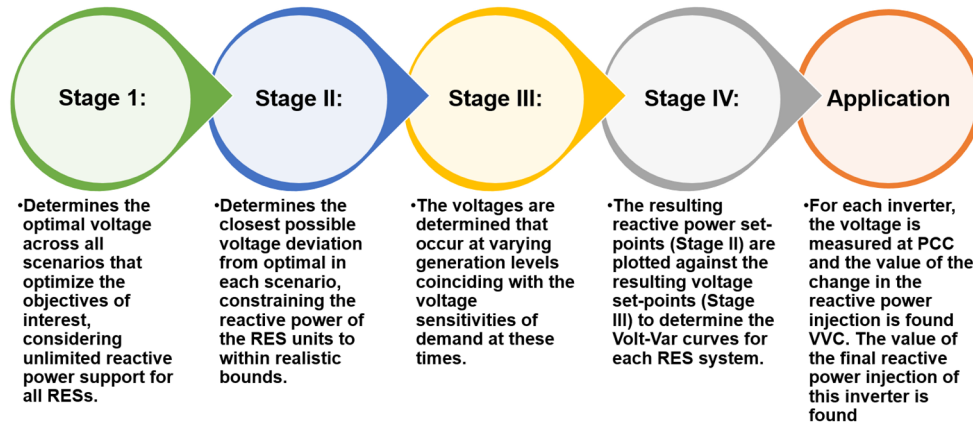 Stage 1:
Stage II:
Stage III:
Stage IV:
Application
•Determines the
optimal voltage
across all
scenarios that
optimize the
objectives of
interest,
considering
unlimited reactive
power support for
all RESs.
•Determines the
closest possible
voltage deviation
from optimal in
each scenario,
constraining the
reactive power of
the RES units to
within realistic
bounds.
•The voltages are
determined that
occur at varying
generation levels
coinciding with the
voltage
sensitivities of
demand at these
times.
•The resulting
reactive power set-
points (Stage II) are
plotted against the
resulting voltage
set-points (Stage
III) to determine the
Volt-Var curves for
each RES system.
•For each inverter,
the voltage is
measured at PCC
and the value of the
change in the
reactive power
injection is found
VVC. The value of
the final reactive
power injection of
this inverter is
found